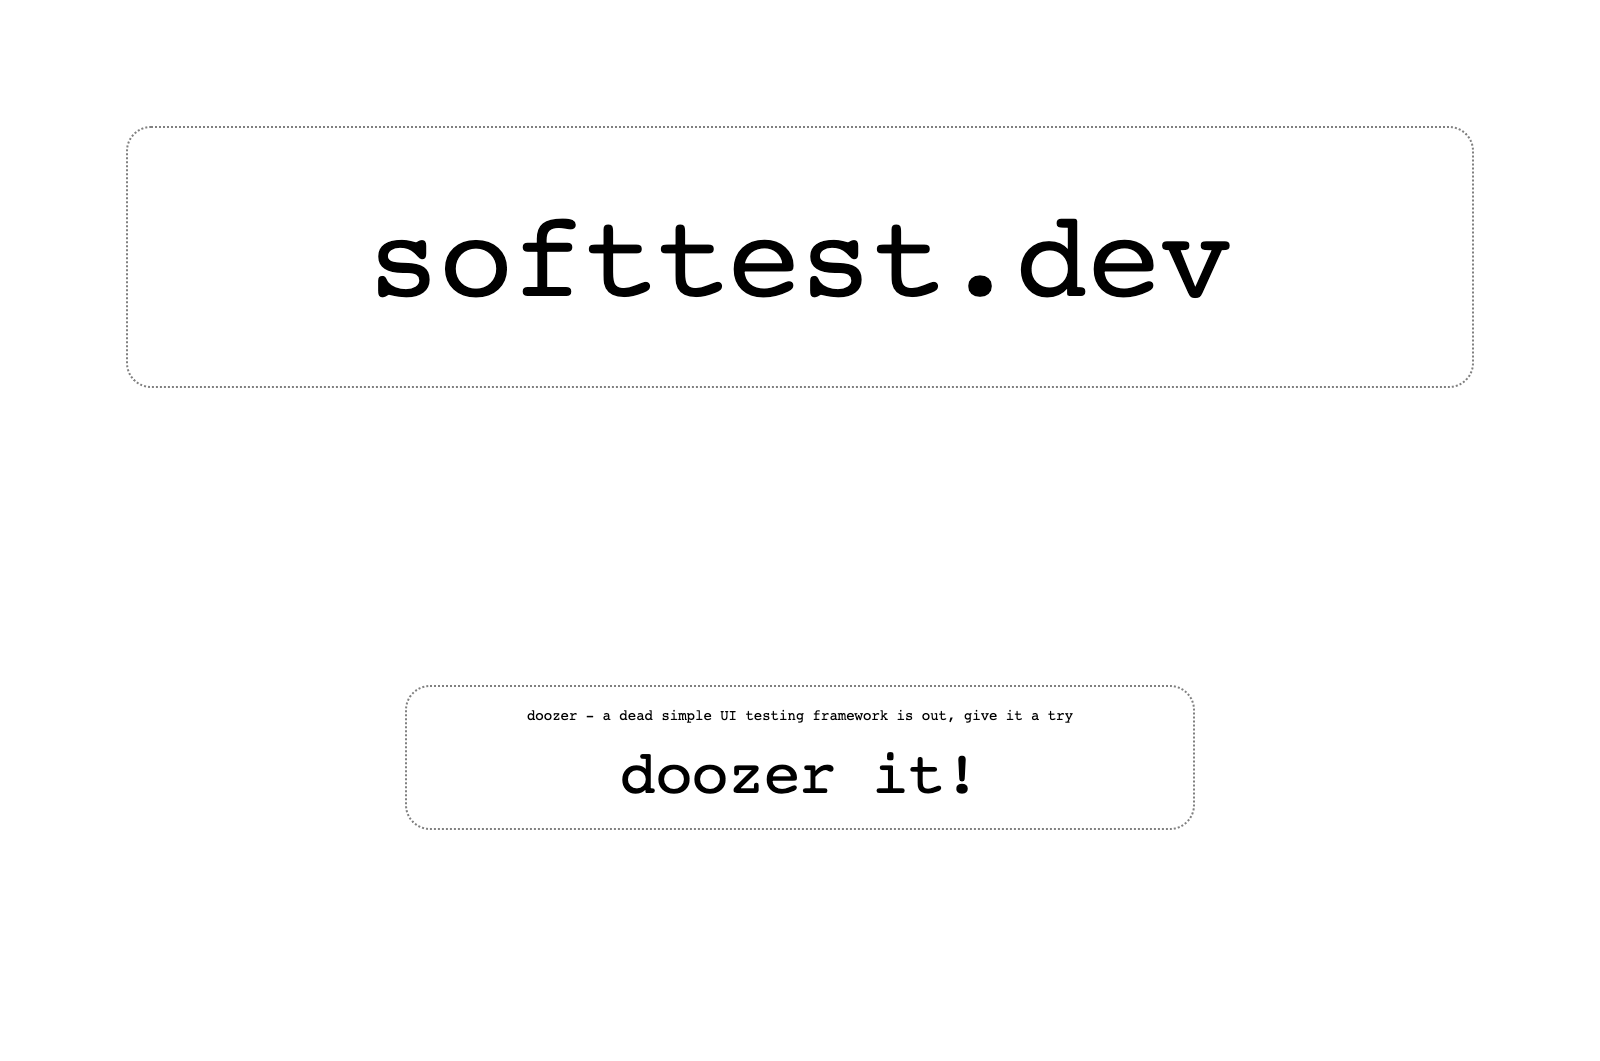 softtest.dev
doozer - a dead simple UI testing framework is out, give it a try
doozer it!